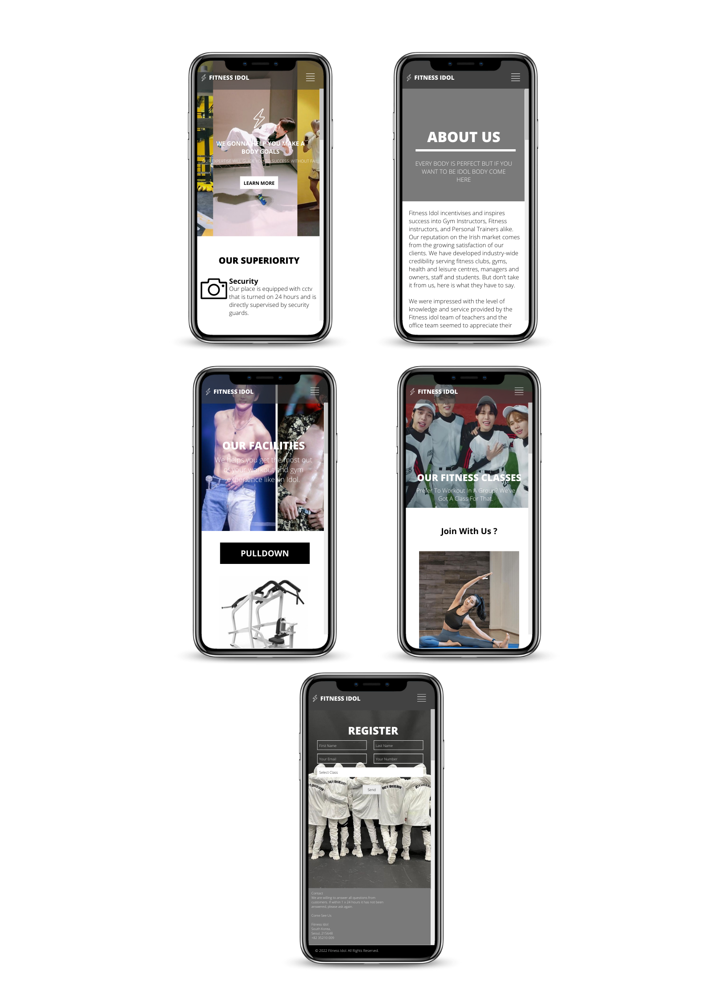 FITNESS IDOL
WE GONNA HELP YOU MAKE A
BODY GOALS
OUR EXPERTISE WILL GUIDE YOU TO SUCCESS. WITHOUT FAIL.
LEARN MORE
OUR SUPERIORITY
Security
Our place is equipped with cctv
that is turned on 24 hours and is
directly supervised by security
guards.
FITNESS IDOL
ABOUT US
EVERY BODY IS PERFECT BUT IF YOU
WANT TO BE IDOL BODY COME
HERE
Fitness Idol incentivises and inspires
success into Gym Instructors, Fitness
instructors, and Personal Trainers alike.
Our reputation on the Irish market comes
from the growing satisfaction of our
clients. We have developed industry-wide
credibility serving fitness clubs, gyms,
health and leisure centres, managers and
owners, staff and students. But don't take
it from us, here is what they have to say.
We were impressed with the level of
knowledge and service provided by the
Fitness idol team of teachers and the
office team seemed to appreciate their
FITNESS IDOL
OUR FACILITIES
We helps you get the most out
of your workout and gym
experience like an Idol.
PULLDOWN
FITNESS IDOL
OUR FITNESS CLASSES
Prefer To Workout In A Group? We've
Got A Class For That.
Join With Us ?
FITNESS IDOL
REGISTER
First Name
Last Name
Your Email
Your Number
Select Class
Send
Contact
We are willing to answer all questions from
customers. If within 1 x 24 hours it has not been
answered, please ask again.
Come See Us
Fitness Idol
South Korea,
Seoul, 215648
+82 35210 009
© 2022 Fitness idol. All Rights Reserved.